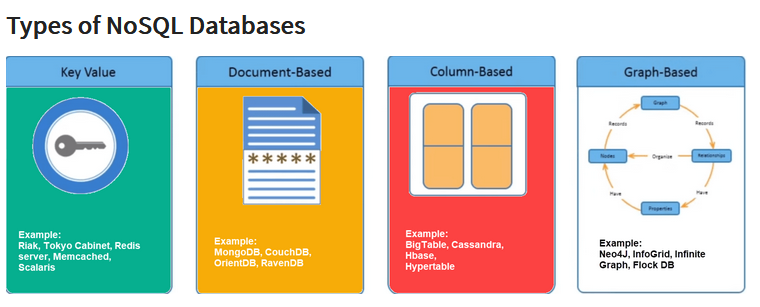 Types of NoSQL Databases
Key Value
Example:
Riak, Tokyo Cabinet, Redis
server, Memcached,
Scalaris
Document-Based
*****
Example:
MongoDB, CouchDB,
OrientDB, RavenDB
Column-Based
Example:
BigTable, Cassandra,
Hbase,
Hypertable
Graph-Based
Graph
Records
Records
Nodes
Organize
Relationships
Have
Have
Properties
Example:
Neo4J, InfoGrid, Infinite
Graph, Flock DB